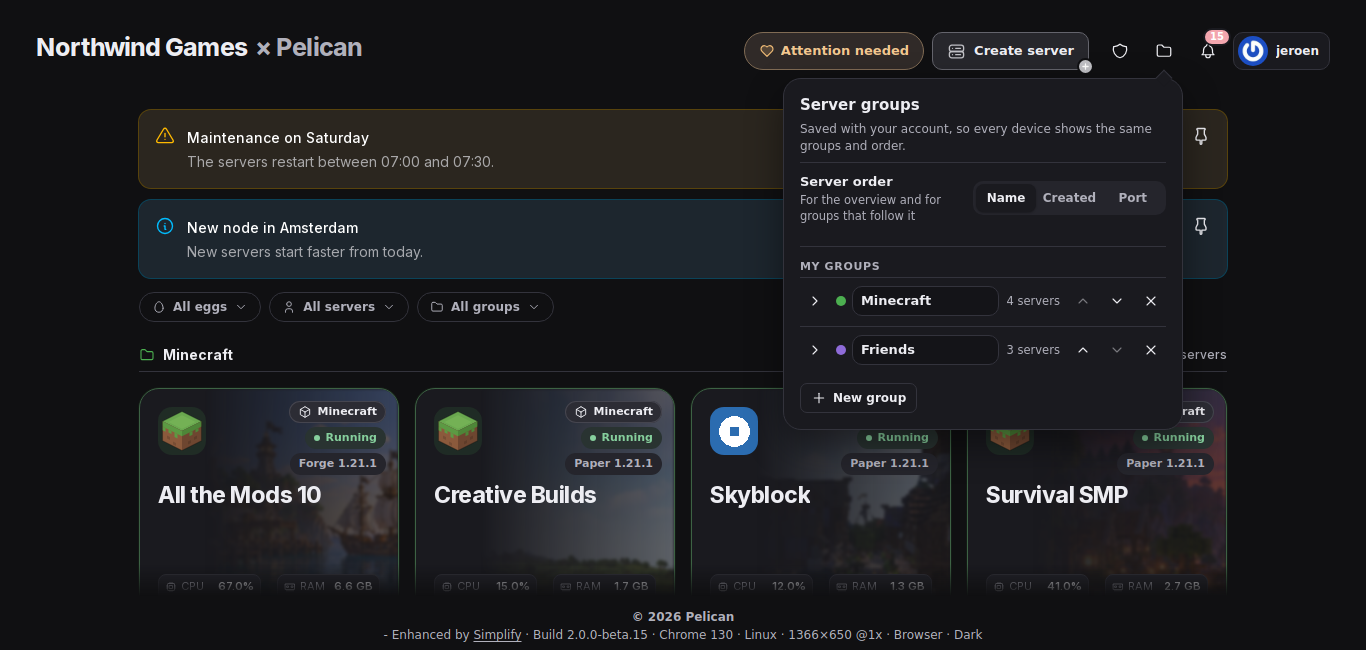 Northwind Games × Pelican
Attention needed
Create server
15
jeroen
Maintenance on Saturday
The servers restart between 07:00 and 07:30.
New node in Amsterdam
New servers start faster from today.
Server groups
Saved with your account, so every device shows the same
groups and order.
Server order
For the overview and for
groups that follow it
Name Created Port
MY GROUPS
Minecraft 4 servers
Friends 3 servers
New group
All eggs
All servers
All groups
Minecraft
servers
Minecraft
Running
Forge 1.21.1
All the Mods 10
CPU 67.0% RAM 6.6 GB
Minecraft
Running
Paper 1.21.1
Creative Builds
CPU 15.0% RAM 1.7 GB
Running
Paper 1.21.1
Skyblock
CPU 12.0% RAM 1.3 GB
raft
Running
Paper 1.21.1
Survival SMP
CPU 41.0% RAM 2.7 GB
© 2026 Pelican
- Enhanced by Simplify · Build 2.0.0-beta.15 · Chrome 130 · Linux · 1366×650 @1x · Browser · Dark